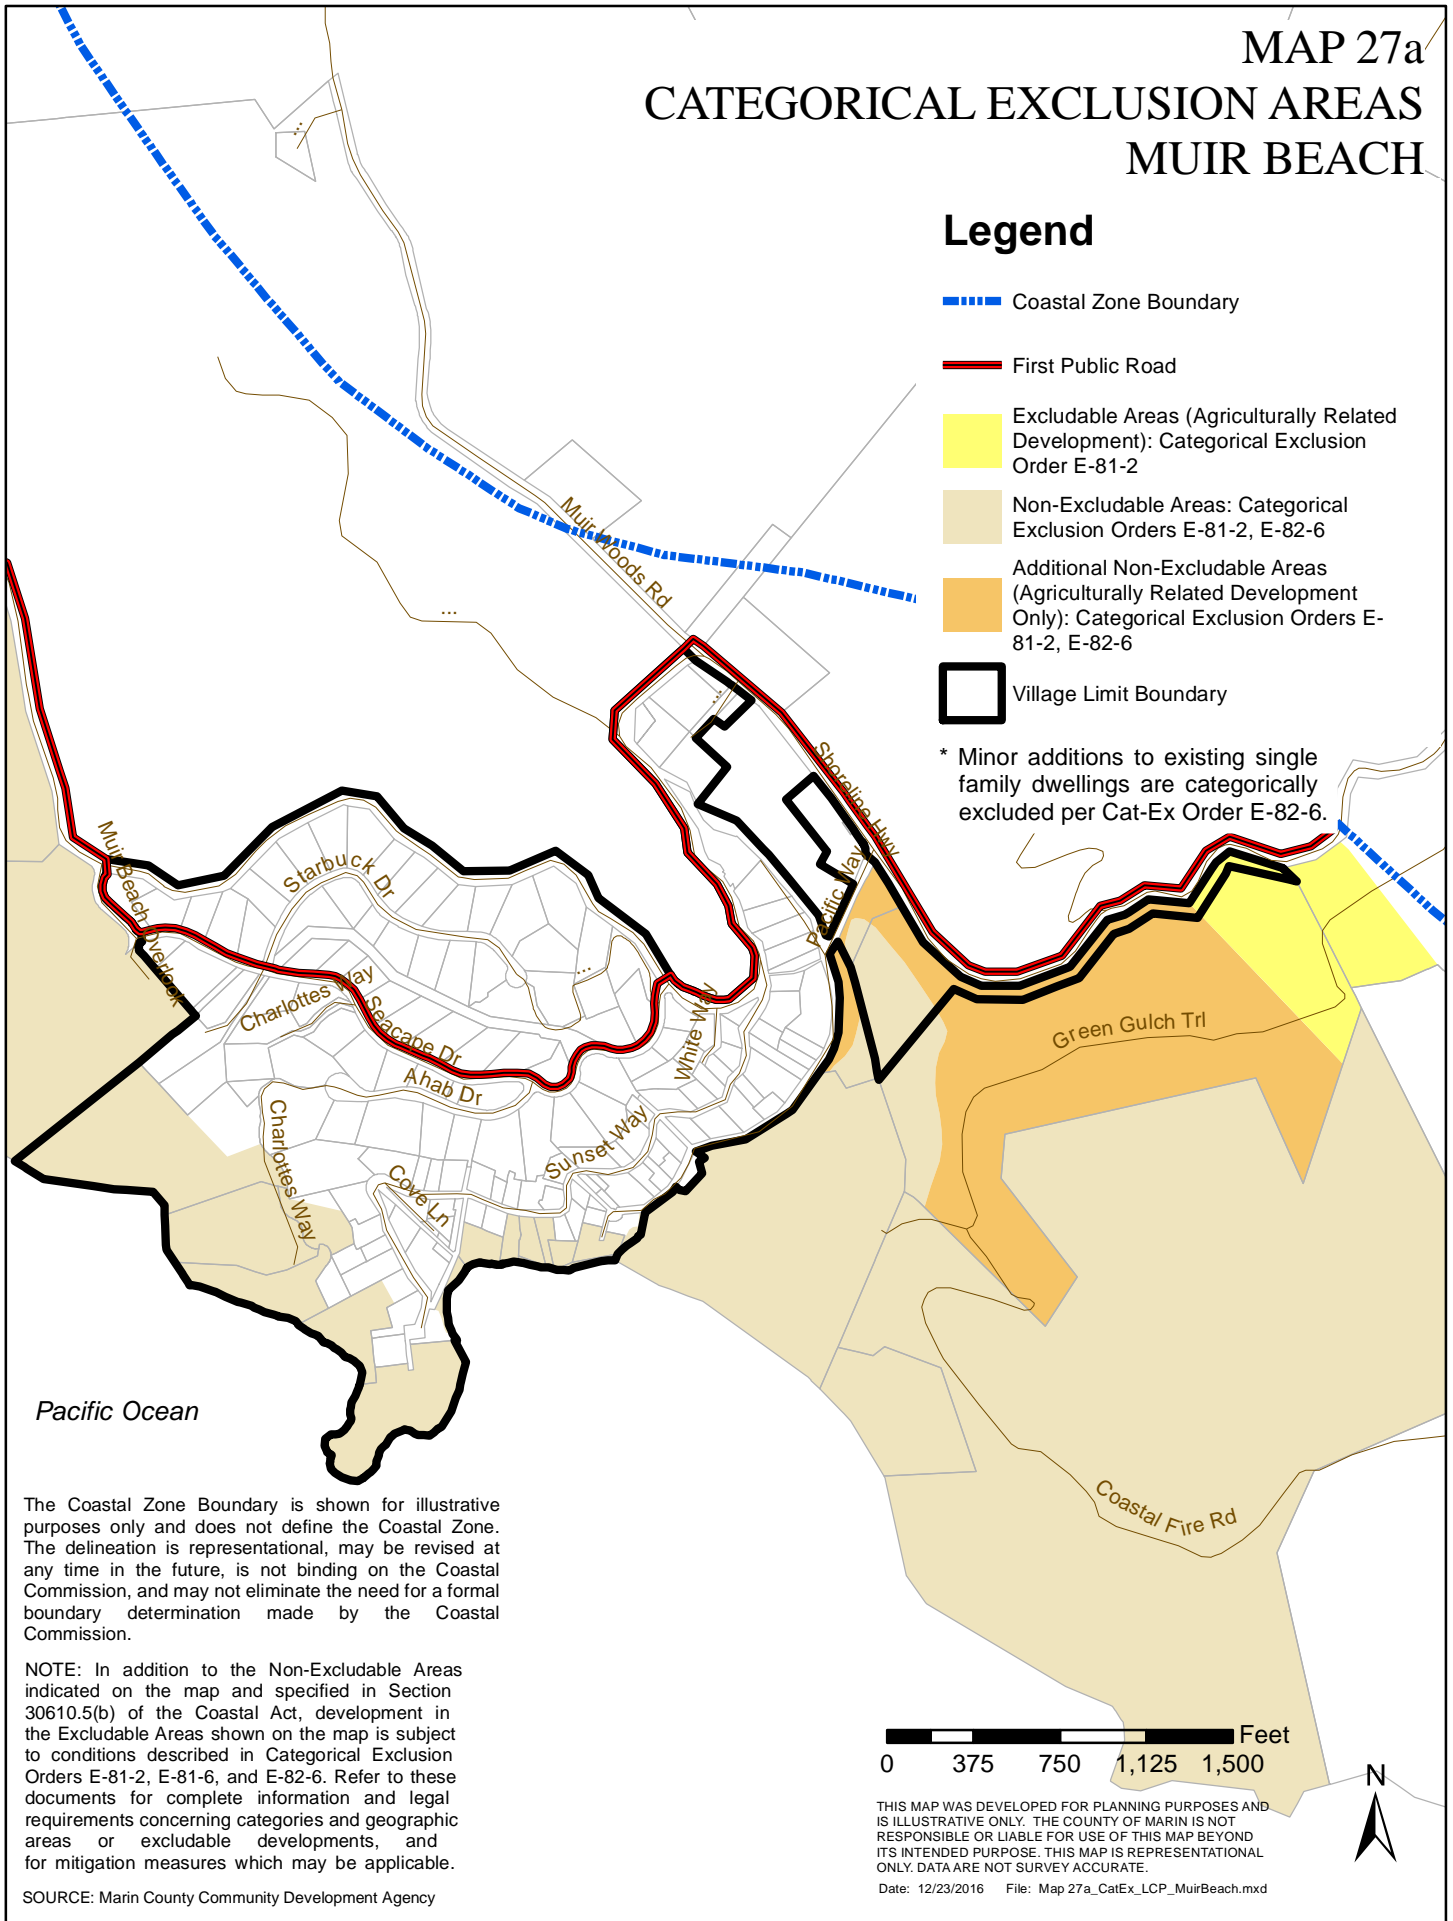 MAP 27a
CATEGORICAL EXCLUSION AREAS
MUIR BEACH
Legend
Coastal Zone Boundary
First Public Road
Excludable Areas (Agriculturally Related
Development): Categorical Exclusion
Order E-81-2
Non-Excludable Areas: Categorical
Exclusion Orders E-81-2, E-82-6
Additional Non-Excludable Areas
(Agriculturally Related Development
Only): Categorical Exclusion Orders E-
81-2, E-82-6
Village Limit Boundary
* Minor additions to existing single
family dwellings are categorically
excluded per Cat-Ex Order E-82-6.
...
Muir Woods Rd
...
...
Shoreline Hwy
Pacific Way
Muir Beach Overlook
Starbuck Dr
...
Charlottes Way
Seacape Dr
Ahab Dr
White Way
Green Gulch Trl
Charlottes Way
Sunset Way
Cove Ln
Coastal Fire Rd
Pacific Ocean
The Coastal Zone Boundary is shown for illustrative
purposes only and does not define the Coastal Zone.
The delineation is representational, may be revised at
any time in the future, is not binding on the Coastal
Commission, and may not eliminate the need for a formal
boundary determination made by the Coastal
Commission.
NOTE: In addition to the Non-Excludable Areas
indicated on the map and specified in Section
30610.5(b) of the Coastal Act, development in
the Excludable Areas shown on the map is subject
to conditions described in Categorical Exclusion
Orders E-81-2, E-81-6, and E-82-6. Refer to these
documents for complete information and legal
requirements concerning categories and geographic
areas or excludable developments, and
for mitigation measures which may be applicable.
SOURCE: Marin County Community Development Agency
Feet
0 375 750 1,125 1,500
N
THIS MAP WAS DEVELOPED FOR PLANNING PURPOSES AND
IS ILLUSTRATIVE ONLY. THE COUNTY OF MARIN IS NOT
RESPONSIBLE OR LIABLE FOR USE OF THIS MAP BEYOND
ITS INTENDED PURPOSE. THIS MAP IS REPRESENTATIONAL
ONLY. DATA ARE NOT SURVEY ACCURATE.
Date: 12/23/2016 File: Map 27a_CatEx_LCP_MuirBeach.mxd